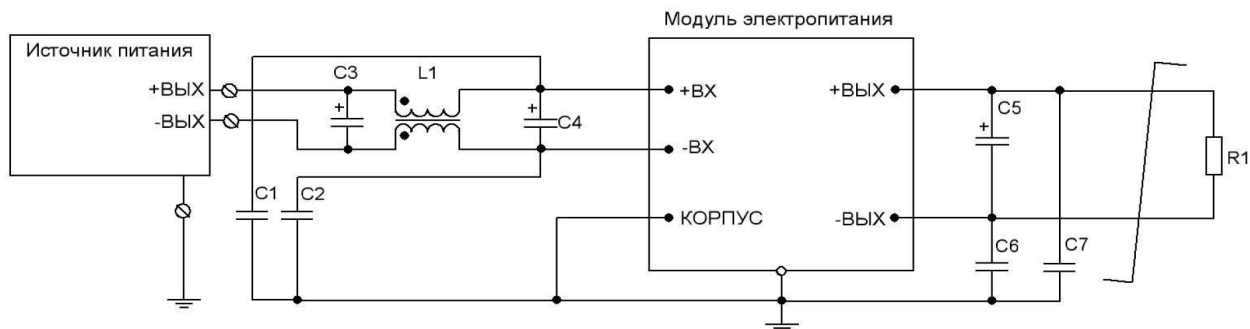 Модуль электропитания
Источник питания
C3
L1
+ВЫХ
+ВХ
+ВЫХ
C5
+
+
C4
+
-ВЫХ
-ВХ
R1
C1
C2
КОРПУС
-ВЫХ
C6
C7